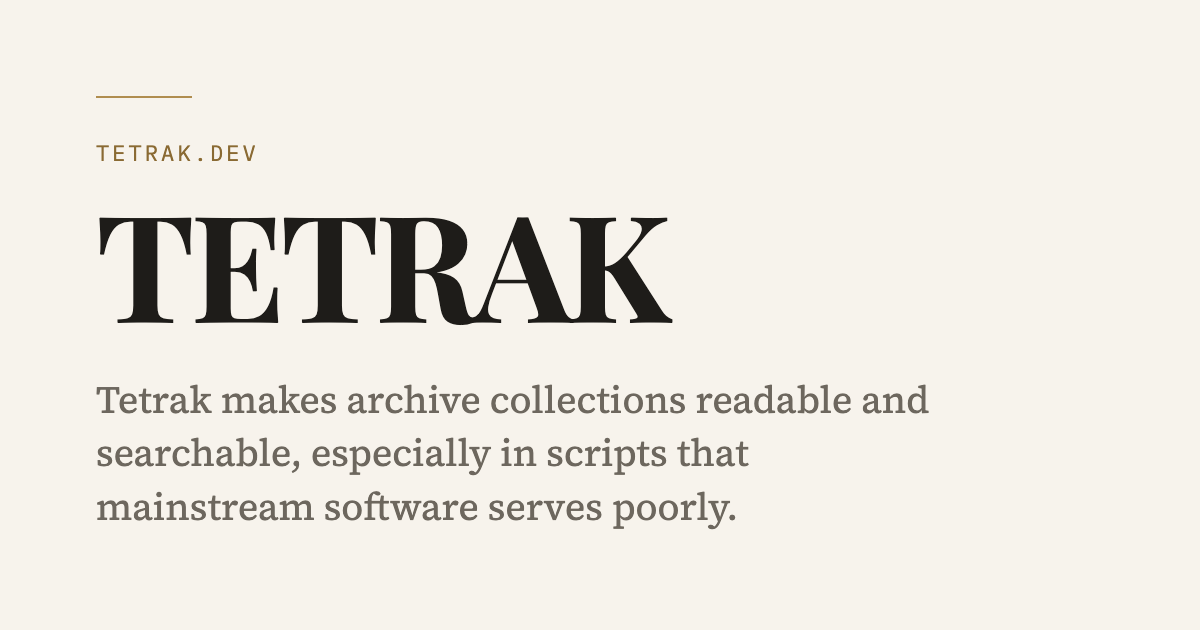 TETRAK.DEV
TETRAK
Tetrak makes archive collections readable and
searchable, especially in scripts that
mainstream software serves poorly.